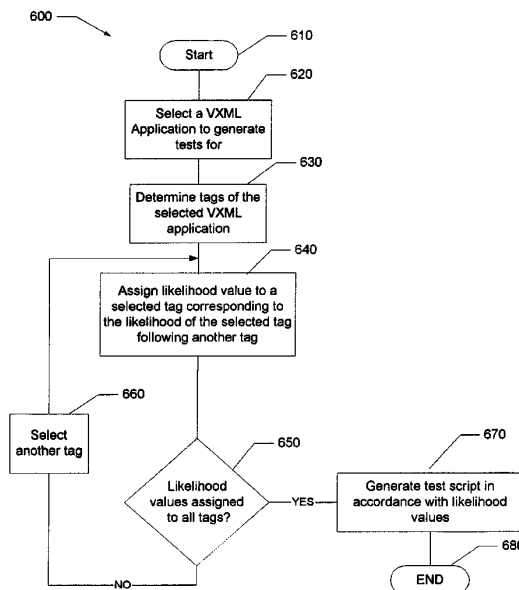 600
610
Start
620
Select a VXML
Application to generate
tests for
630
Determine tags of the
selected VXML
application
640
Assign likelihood value to a
selected tag corresponding to
the likelihood of the selected tag
following another tag
660
Select
another tag
650
Likelihood
values assigned
to all tags?
YES
NO
670
Generate test script in
accordance with likelihood
values
680
END